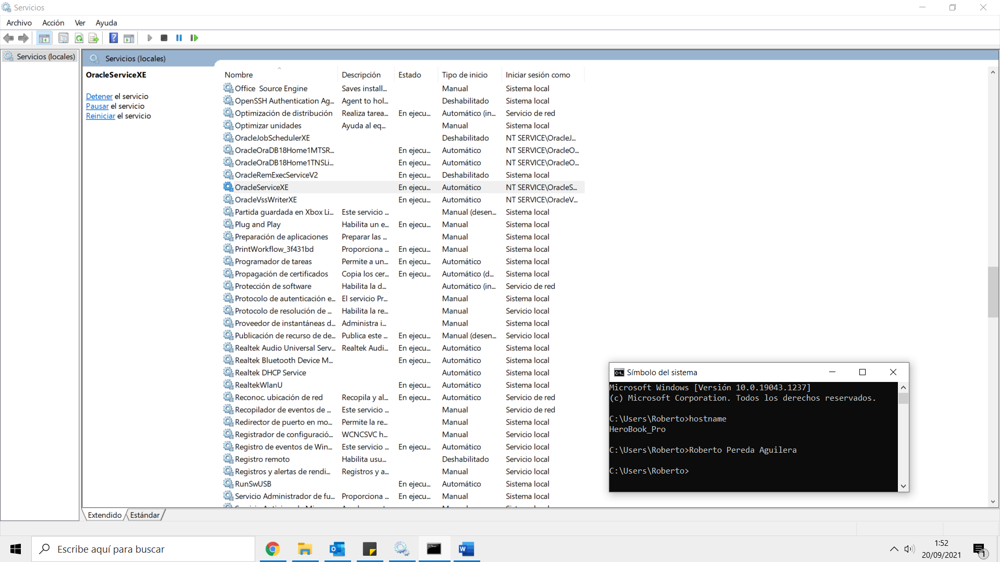 Servicios
Archivo Acción Ver Ayuda
Servicios (locales)
Servicios (locales)
OracleServiceXE
Detener el servicio
Pausar el servicio
Reiniciar el servicio
Nombre Descripción Estado Tipo de inicio Iniciar sesión como
Office  Source Engine Saves install... Manual Sistema local
OpenSSH Authentication Ag... Agent to hol... Deshabilitado Sistema local
Optimización de distribución Realiza tarea... En ejecu... Automático (in... Servicio de red
Optimizar unidades Ayuda al eq... Manual Sistema local
OracleJobSchedulerXE Deshabilitado NT SERVICE\OracleJ...
OracleOraDB18Home1MTSR... En ejecu... Automático NT SERVICE\OracleO...
OracleOraDB18Home1TNSLi... En ejecu... Automático NT SERVICE\OracleO...
OracleRemExecServiceV2 En ejecu... Deshabilitado Sistema local
OracleServiceXE En ejecu... Automático NT SERVICE\OracleS...
OracleVssWriterXE En ejecu... Automático NT SERVICE\OracleV...
Partida guardada en Xbox Li... Este servicio ... Manual (desen... Sistema local
Plug and Play Habilita un e... En ejecu... Manual Sistema local
Preparación de aplicaciones Preparar las ... Manual Sistema local
PrintWorkflow_3f431bd Proporciona ... En ejecu... Manual Sistema local
Programador de tareas Permite a un... En ejecu... Automático Sistema local
Propagación de certificados Copia los cer... En ejecu... Automático (d... Sistema local
Protección de software Habilita la d... Automático (in... Servicio de red
Protocolo de autenticación e... El servicio Pr... Manual Sistema local
Protocolo de resolución de ... Habilita la re... Manual Servicio local
Proveedor de instantáneas d... Administra i... Manual Sistema local
Publicación de recurso de de... Publica este ... En ejecu... Manual (desen... Servicio local
Realtek Audio Universal Serv... Realtek Audi... En ejecu... Automático Sistema local
Realtek Bluetooth Device M... En ejecu... Automático Sistema local
Realtek DHCP Service Automático Sistema local
RealtekWlanU En ejecu... Automático Sistema local
Reconoc. ubicación de red Recopila y al... En ejecu... Automático Servicio de red
Recopilador de eventos de ... Este servicio ... Manual Servicio de red
Redirector de puerto en mo... Permite la re... Manual Sistema local
Registrador de configuració... WCNCSVC h... Manual Servicio local
Registro de eventos de Win... Este servicio ... En ejecu... Automático Servicio local
Registro remoto Habilita usu... Deshabilitado Servicio local
Registros y alertas de rendi... Registros y a... Manual Servicio local
RunSwUSB En ejecu... Automático Sistema local
Servicio Administrador de fu... Proporciona ... En ejecu... Manual Sistema local
Extendido Estándar
Símbolo del sistema
Microsoft Windows [Versión 10.0.19043.1237]
(c) Microsoft Corporation. Todos los derechos reservados.
C:\Users\Roberto>hostname
HeroBook_Pro
C:\Users\Roberto>Roberto Pereda Aguilera
C:\Users\Roberto>
Escribe aquí para buscar
1:52
20/09/2021
1